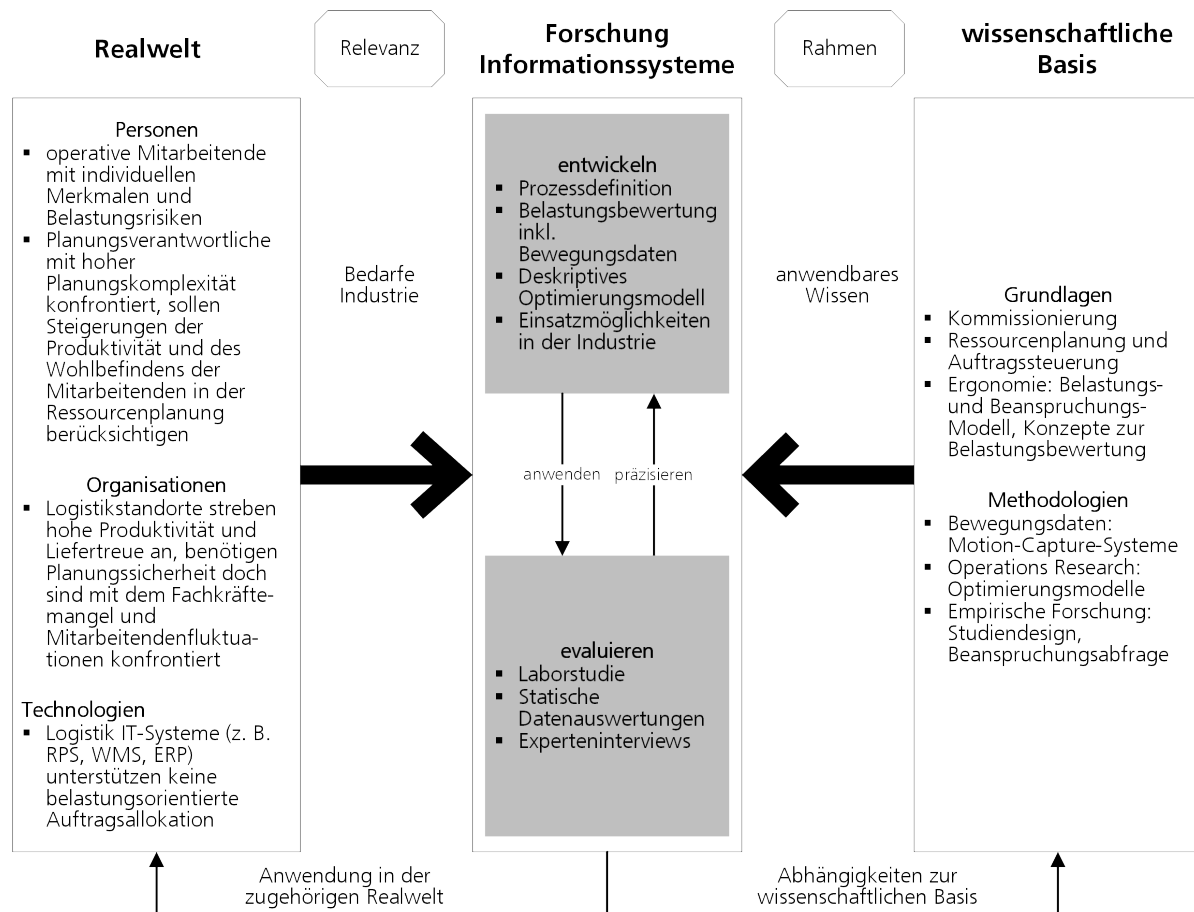 Realwelt
Relevanz
Forschung
Informationssysteme
Rahmen
wissenschaftliche
Basis
Personen
▪ operative Mitarbeitende
mit individuellen
Merkmalen und
Belastungsrisiken
▪ Planungsverantwortliche
mit hoher
Planungskomplexität
konfrontiert, sollen
Steigerungen der
Produktivität und des
Wohlbefindens der
Mitarbeitenden in der
Ressourcenplanung
berücksichtigen
Organisationen
▪ Logistikstandorte streben
hohe Produktivität und
Liefertreue an, benötigen
Planungssicherheit doch
sind mit dem Fachkräfte-
mangel und
Mitarbeitendenfluktua-
tionen konfrontiert
Technologien
▪ Logistik IT-Systeme (z. B.
RPS, WMS, ERP)
unterstützen keine
belastungsorientierte
Auftragsallokation
Bedarfe
Industrie
entwickeln
▪ Prozessdefinition
▪ Belastungsbewertung
inkl.
Bewegungsdaten
▪ Deskriptives
Optimierungsmodell
▪ Einsatzmöglichkeiten
in der Industrie
anwenden
präzisieren
evaluieren
▪ Laborstudie
▪ Statische
Datenauswertungen
▪ Experteninterviews
anwendbares
Wissen
Grundlagen
▪ Kommissionierung
▪ Ressourcenplanung und
Auftragssteuerung
▪ Ergonomie: Belastungs-
und Beanspruchungs-
Modell, Konzepte zur
Belastungsbewertung
Methodologien
▪ Bewegungsdaten:
Motion-Capture-Systeme
▪ Operations Research:
Optimierungsmodelle
▪ Empirische Forschung:
Studiendesign,
Beanspruchungsabfrage
Anwendung in der
zugehörigen Realwelt
Abhängigkeiten zur
wissenschaftlichen Basis